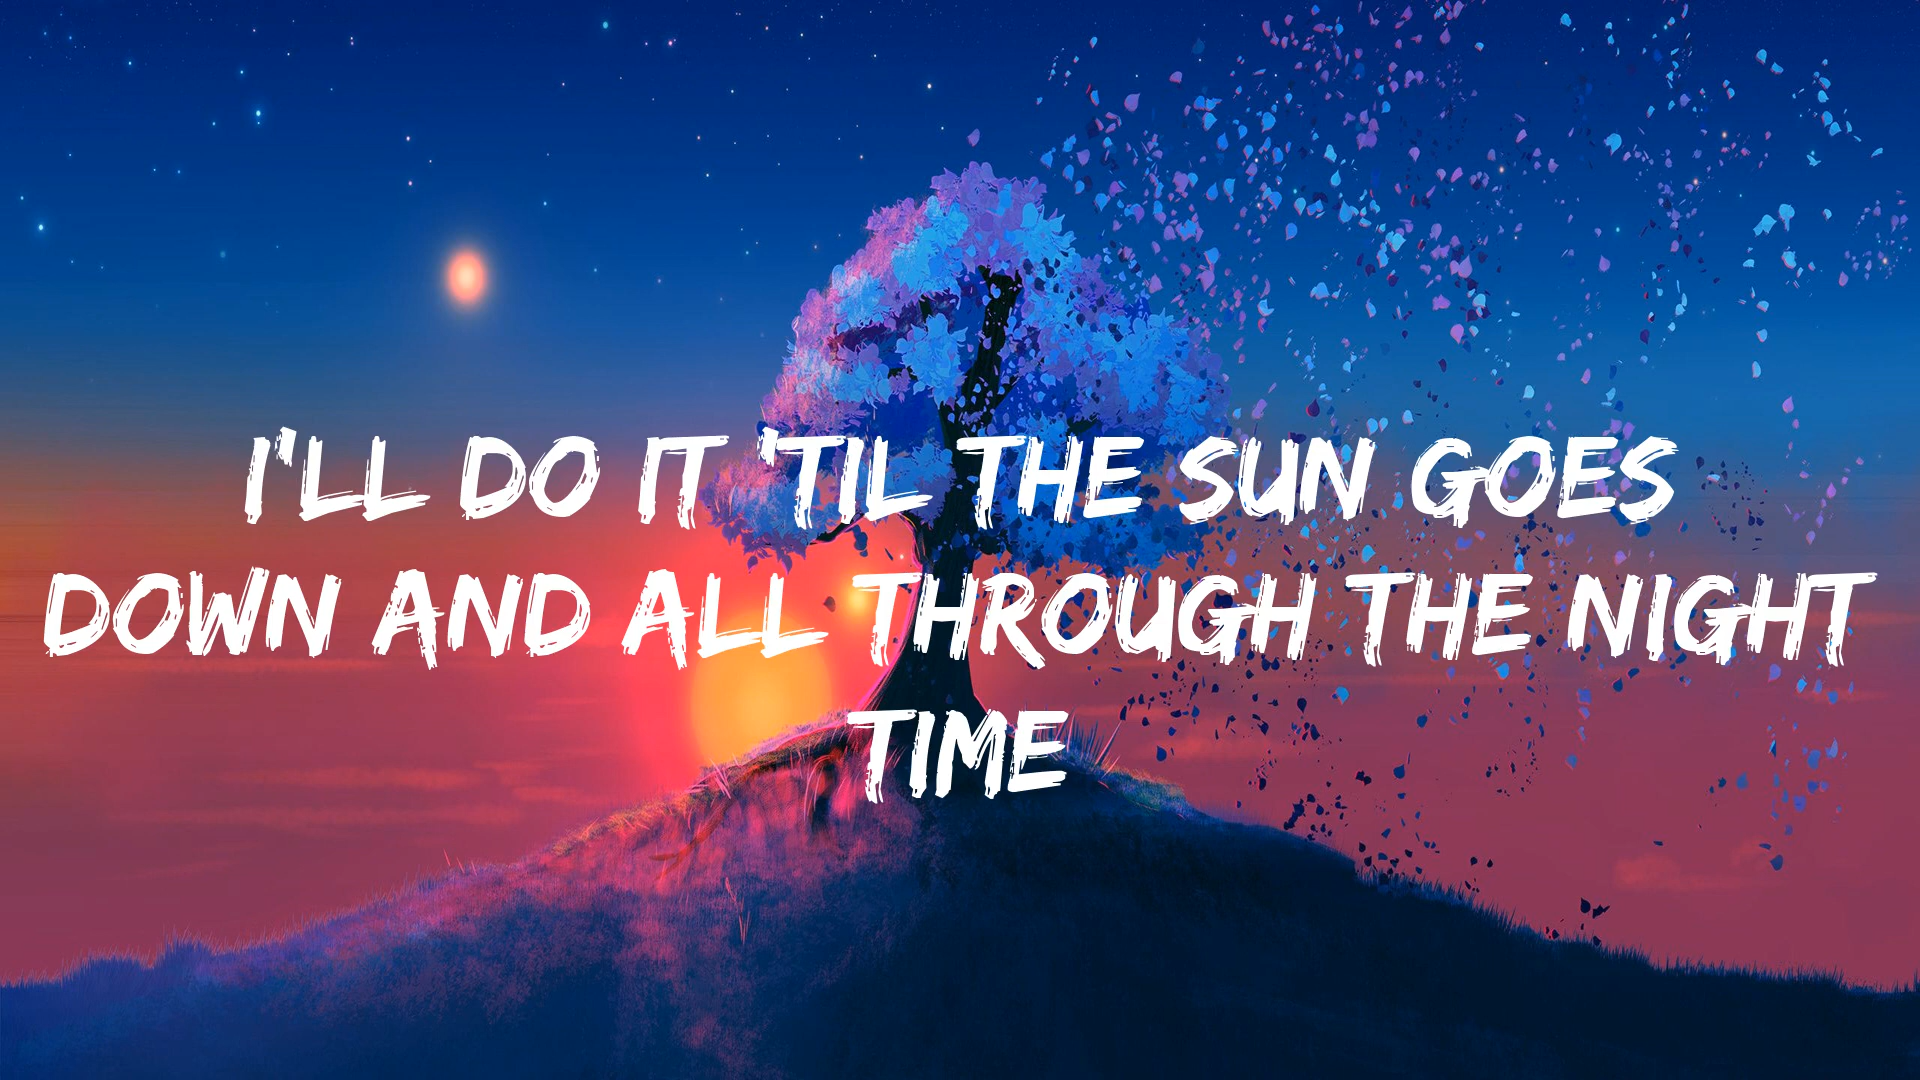 I'LL DO IT 'TIL THE SUN GOES
DOWN AND ALL THROUGH THE NIGHT
TIME